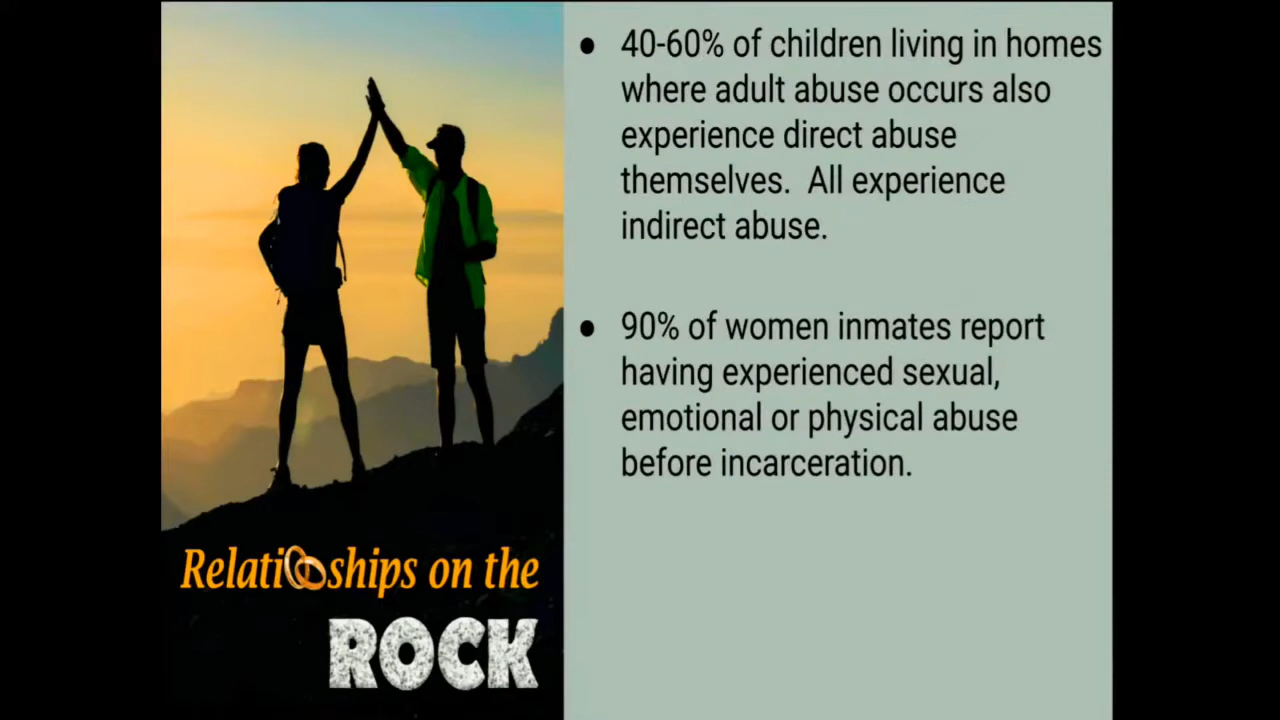 ● 40-60% of children living in homes
where adult abuse occurs also
experience direct abuse
themselves.  All experience
indirect abuse.
● 90% of women inmates report
having experienced sexual,
emotional or physical abuse
before incarceration.
Relationships on the
ROCK